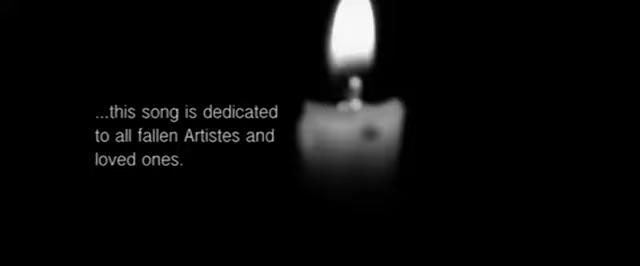 ...this song is dedicated
to all fallen Artistes and
loved ones.